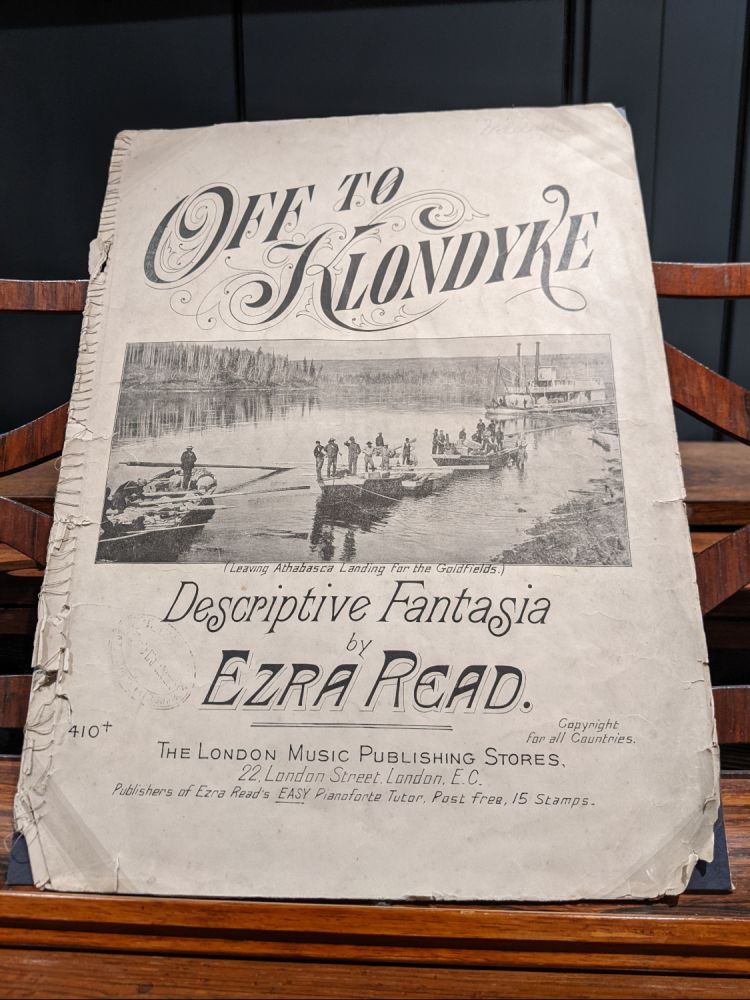 OFF TO
KLONDYKE
(Leaving Athabasca Landing for the Goldfields.)
Descriptive Fantasia
by
EZRA READ.
410+
Copyright
for all Countries.
THE LONDON MUSIC PUBLISHING STORES,
22, London Street, London, E.C.
Publishers of Ezra Read's EASY Pianoforte Tutor, Post Free, 15 Stamps.